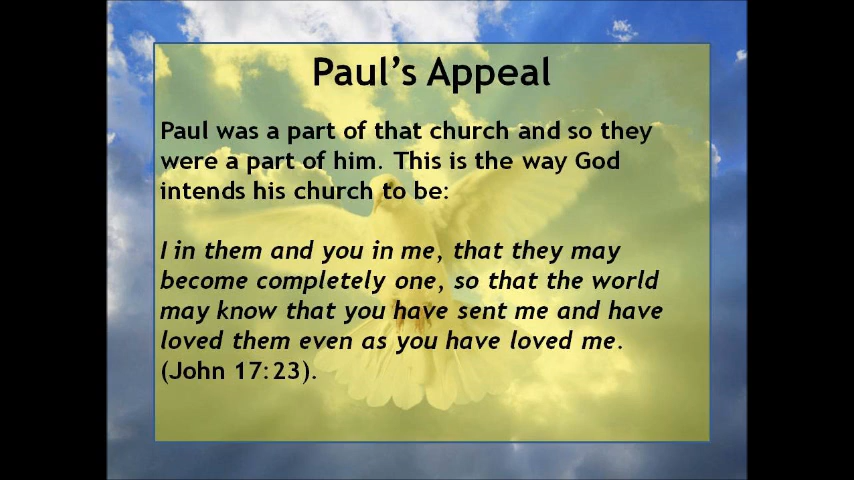 Paul’s Appeal
Paul was a part of that church and so they
were a part of him. This is the way God
intends his church to be:
I in them and you in me, that they may
become completely one, so that the world
may know that you have sent me and have
loved them even as you have loved me.
(John 17:23).